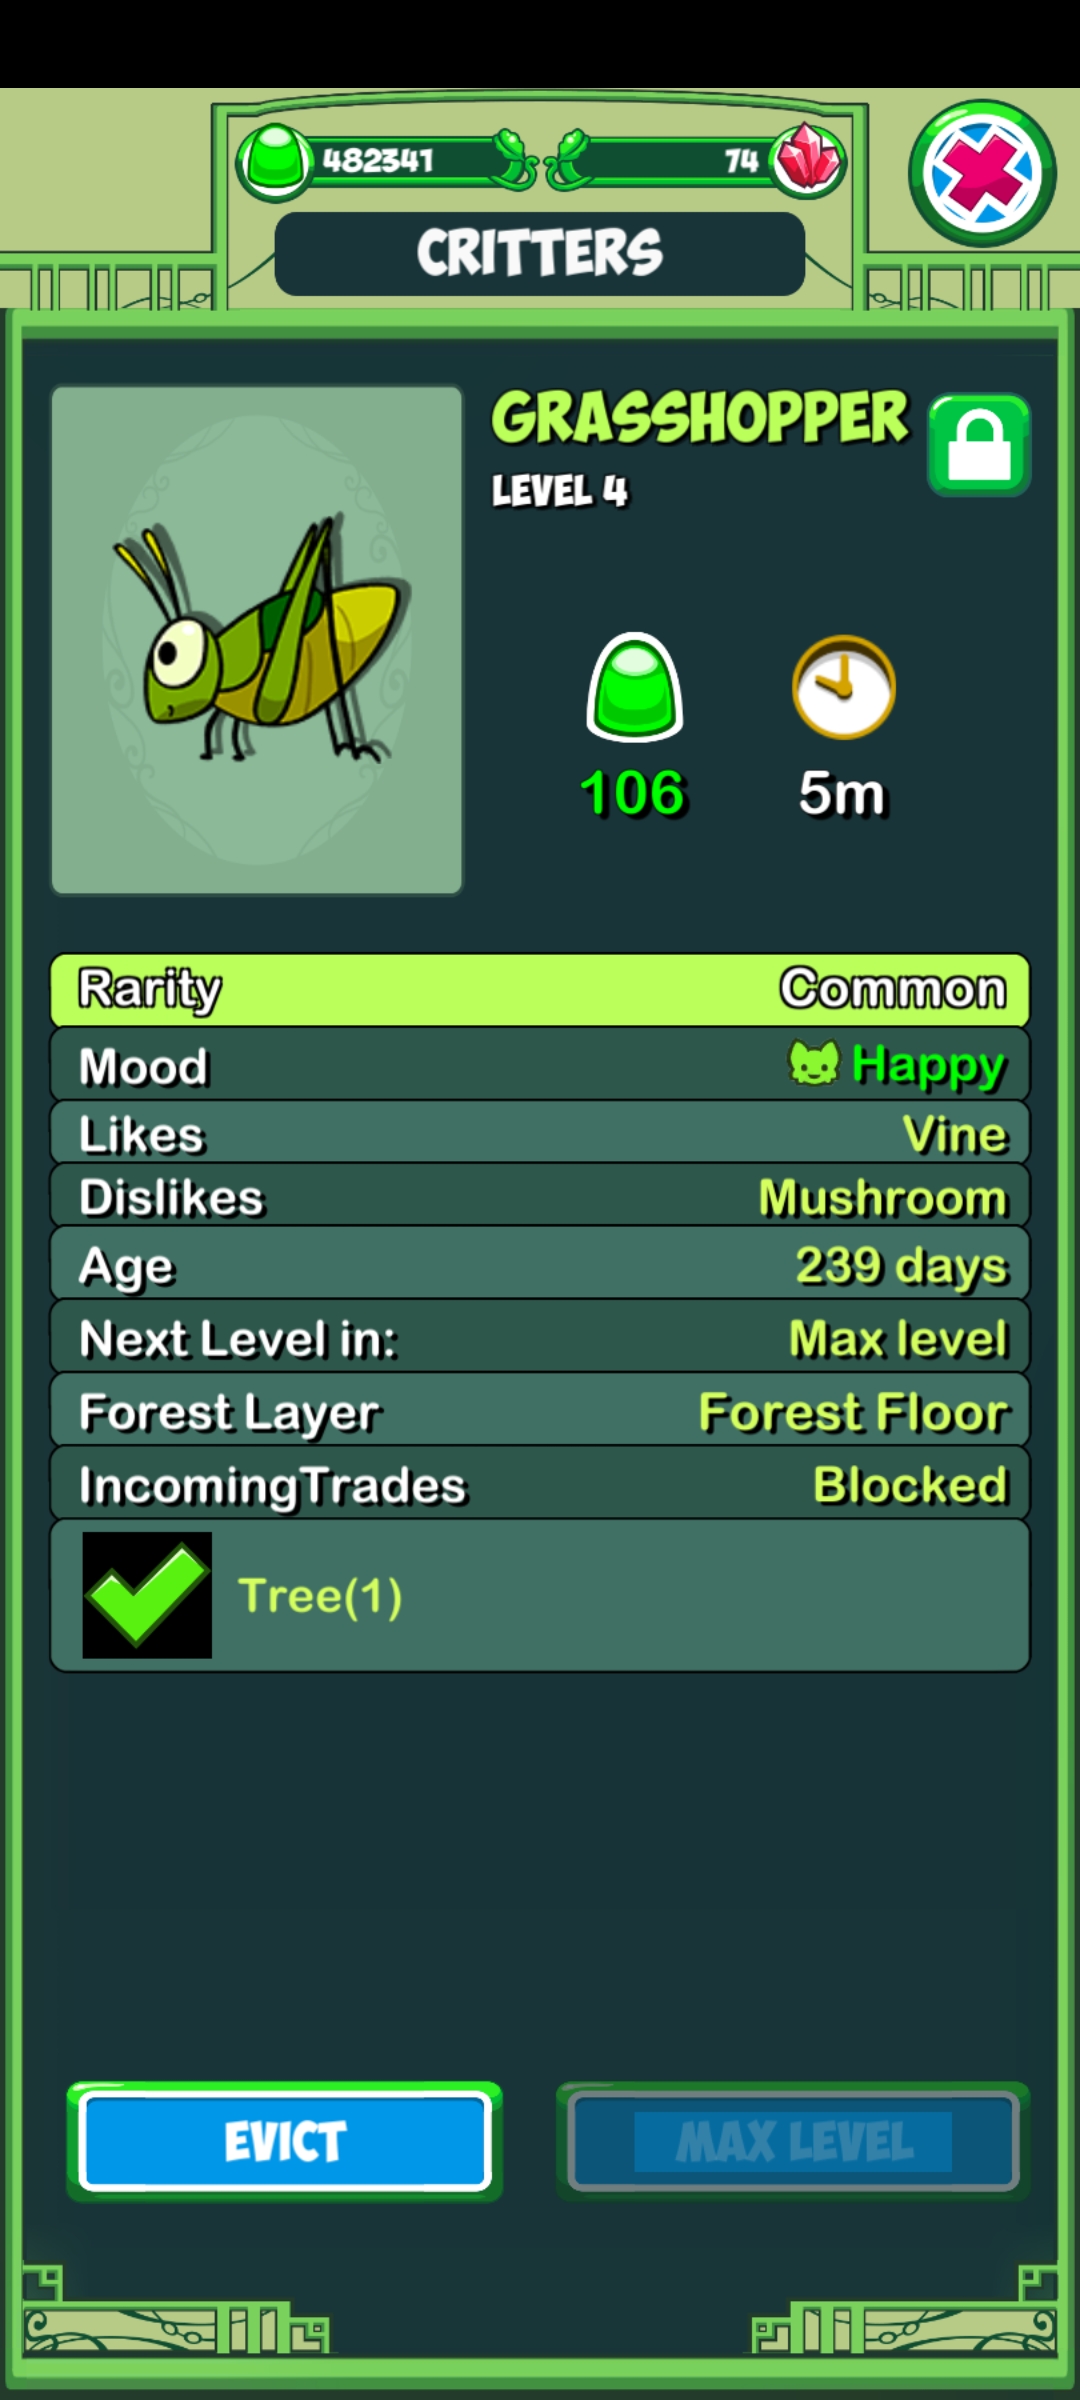 482341 74
CRITTERS
GRASSHOPPER
LEVEL 4
106 5m
Rarity Common
Mood Happy
Likes Vine
Dislikes Mushroom
Age 239 days
Next Level in: Max level
Forest Layer Forest Floor
IncomingTrades Blocked
Tree(1)
EVICT MAX LEVEL